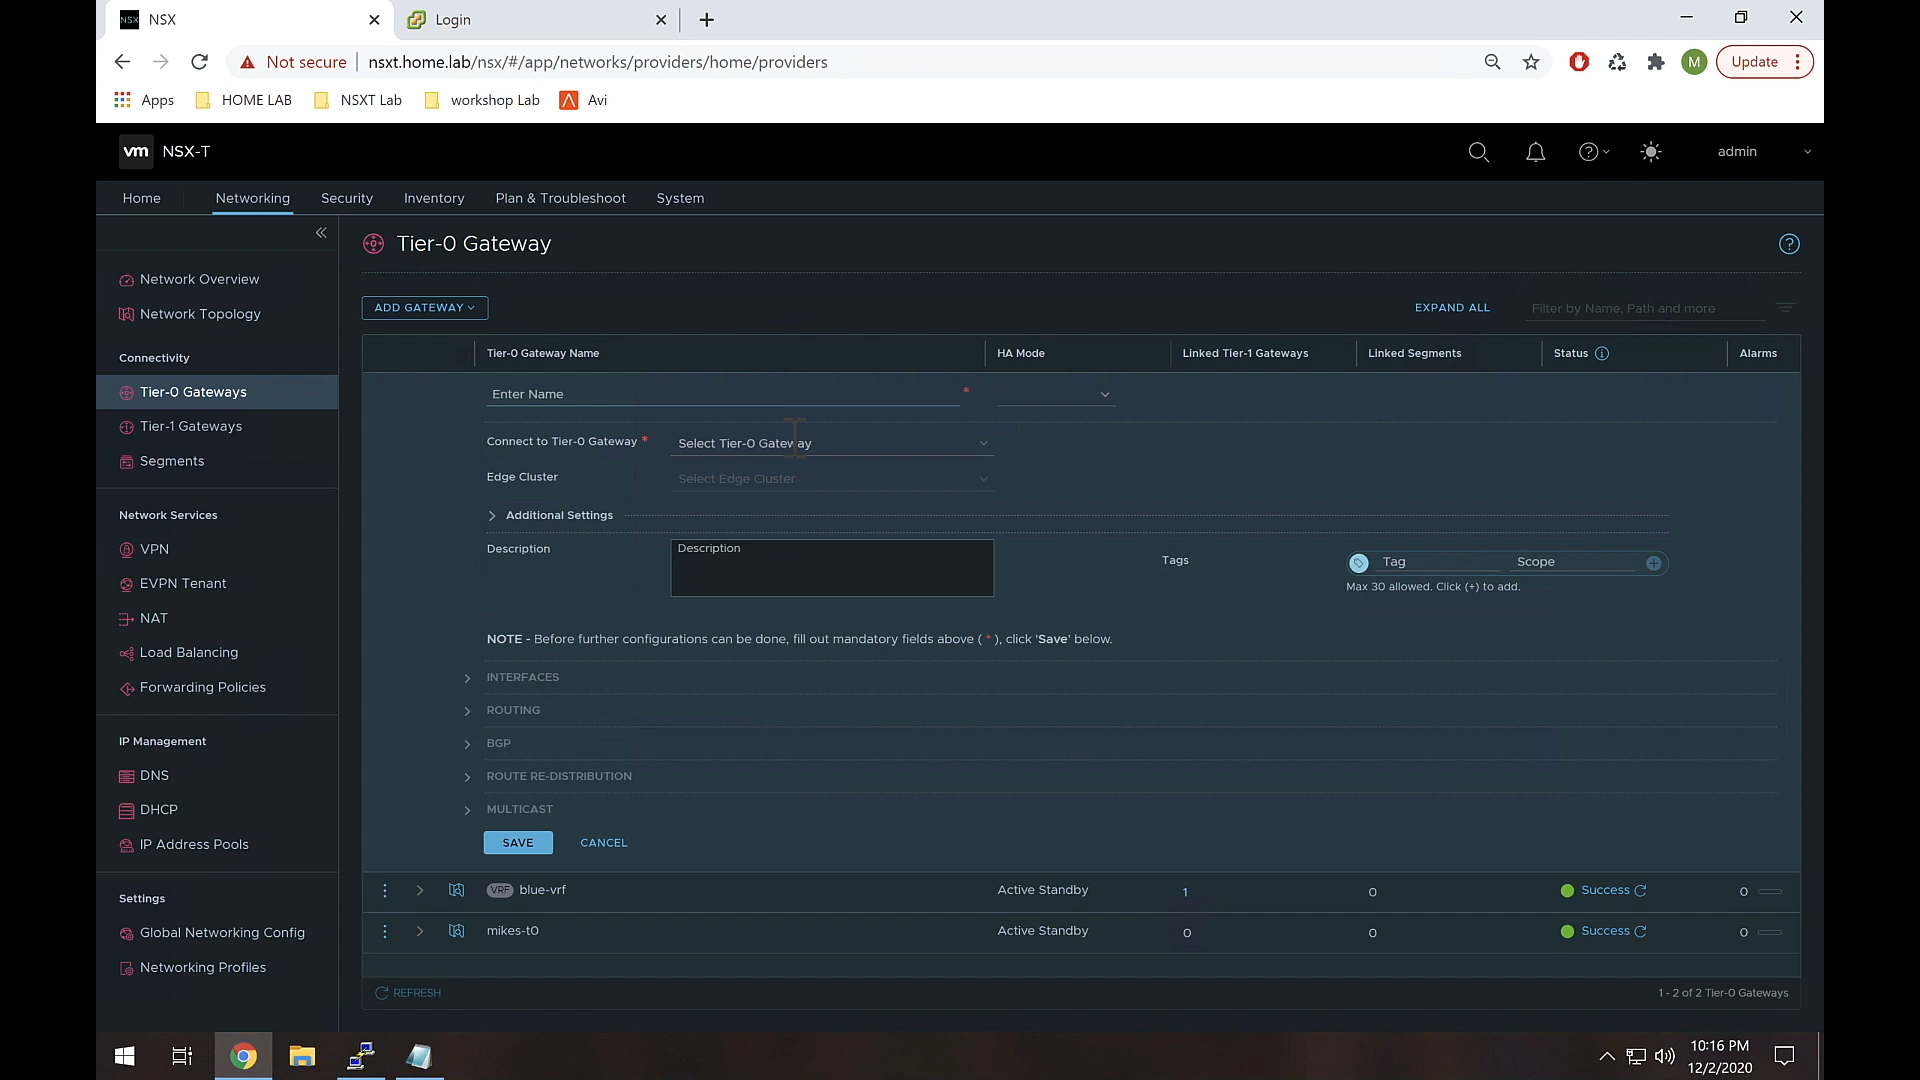 NSX
Login
Not secure
nsxt.home.lab/nsx/#/app/networks/providers/home/providers
M
Update
Apps
HOME LAB
NSXT Lab
workshop Lab
Avi
vm
NSX-T
admin
Home
Networking
Security
Inventory
Plan & Troubleshoot
System
Network Overview
Network Topology
Connectivity
Tier-0 Gateways
Tier-1 Gateways
Segments
Network Services
VPN
EVPN Tenant
NAT
Load Balancing
Forwarding Policies
IP Management
DNS
DHCP
IP Address Pools
Settings
Global Networking Config
Networking Profiles
Tier-0 Gateway
ADD GATEWAY
EXPAND ALL
Filter by Name, Path and more
Tier-0 Gateway Name
HA Mode
Linked Tier-1 Gateways
Linked Segments
Status
Alarms
Enter Name *
Connect to Tier-0 Gateway *
Select Tier-0 Gateway
Edge Cluster
Select Edge Cluster
Additional Settings
Description
Description
Tags
Tag
Scope
Max 30 allowed. Click (+) to add.
NOTE - Before further configurations can be done, fill out mandatory fields above ( * ), click 'Save' below.
INTERFACES
ROUTING
BGP
ROUTE RE-DISTRIBUTION
MULTICAST
SAVE
CANCEL
VRF blue-vrf
Active Standby
1
0
Success
0
mikes-t0
Active Standby
0
0
Success
0
REFRESH
1 - 2 of 2 Tier-0 Gateways
10:16 PM
12/2/2020